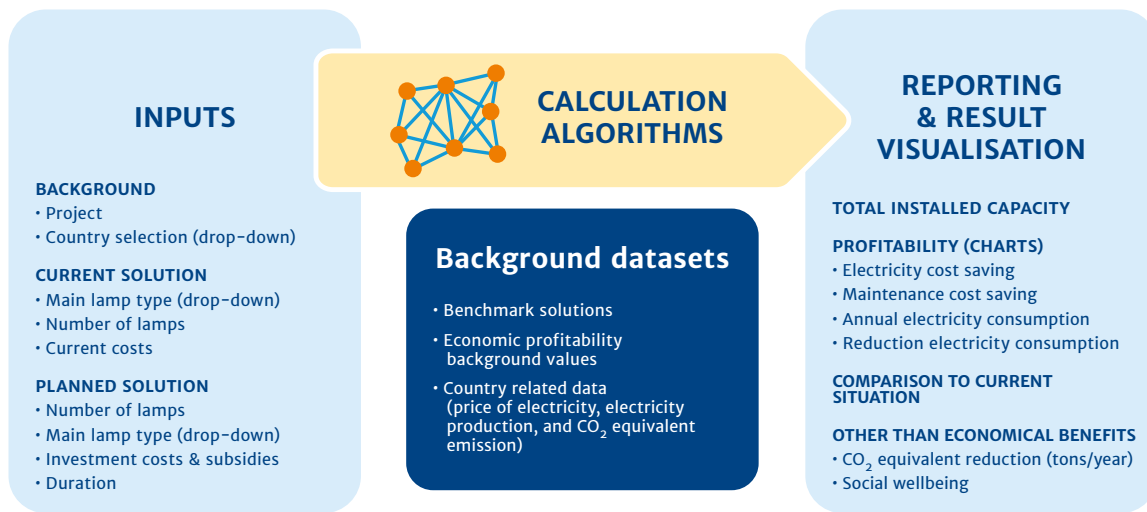 INPUTS
BACKGROUND
• Project
• Country selection (drop-down)
CURRENT SOLUTION
• Main lamp type (drop-down)
• Number of lamps
• Current costs
PLANNED SOLUTION
• Number of lamps
• Main lamp type (drop-down)
• Investment costs & subsidies
• Duration
CALCULATION
ALGORITHMS
Background datasets
• Benchmark solutions
• Economic profitability
background values
• Country related data
(price of electricity, electricity
production, and CO₂ equivalent
emission)
REPORTING
& RESULT
VISUALISATION
TOTAL INSTALLED CAPACITY
PROFITABILITY (CHARTS)
• Electricity cost saving
• Maintenance cost saving
• Annual electricity consumption
• Reduction electricity consumption
COMPARISON TO CURRENT
SITUATION
OTHER THAN ECONOMICAL BENEFITS
• CO₂ equivalent reduction (tons/year)
• Social wellbeing